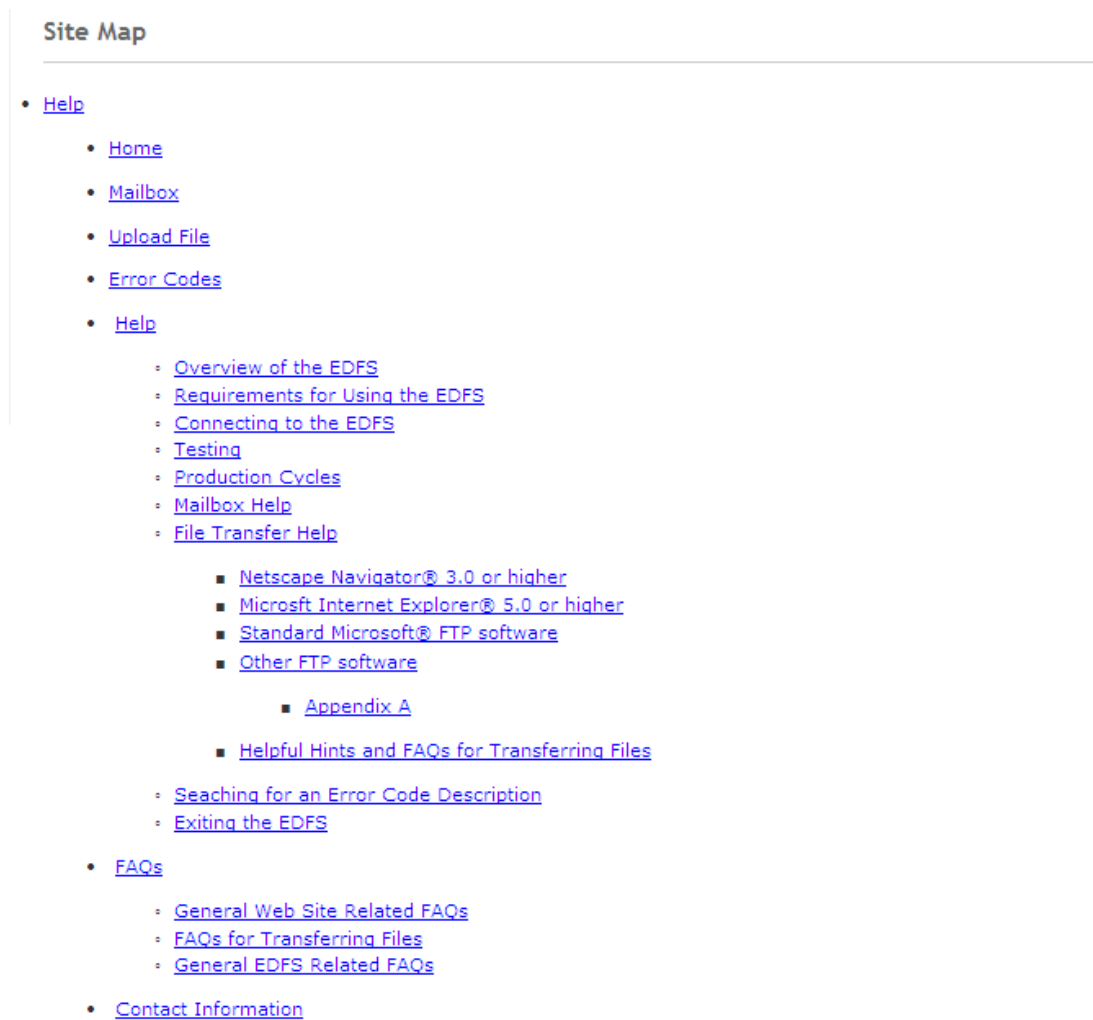 Site Map
Help
Home
Mailbox
Upload File
Error Codes
Help
Overview of the EDFS
Requirements for Using the EDFS
Connecting to the EDFS
Testing
Production Cycles
Mailbox Help
File Transfer Help
Netscape Navigator® 3.0 or higher
Microsft Internet Explorer® 5.0 or higher
Standard Microsoft® FTP software
Other FTP software
Appendix A
Helpful Hints and FAQs for Transferring Files
Seaching for an Error Code Description
Exiting the EDFS
FAQs
General Web Site Related FAQs
FAQs for Transferring Files
General EDFS Related FAQs
Contact Information